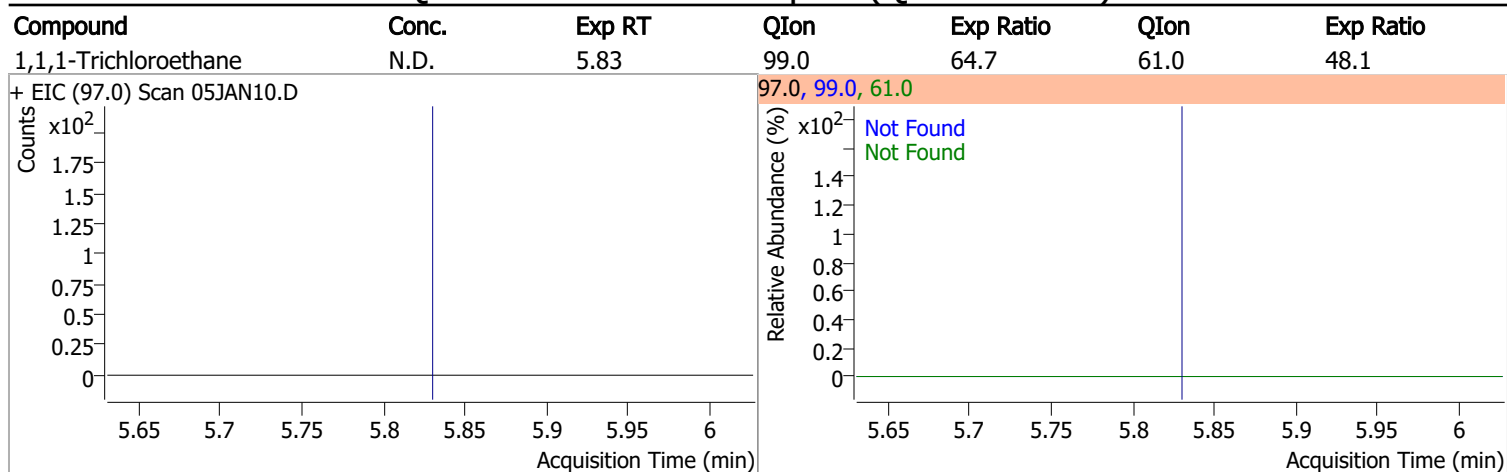 Compound Conc. Exp RT QIon Exp Ratio QIon Exp Ratio
1,1,1-Trichloroethane N.D. 5.83 99.0 64.7 61.0 48.1
+ EIC (97.0) Scan 05JAN10.D
Counts
x10²
1.75
1.5
1.25
1
0.75
0.5
0.25
0
5.65 5.7 5.75 5.8 5.85 5.9 5.95 6
Acquisition Time (min)
97.0, 99.0, 61.0
Relative Abundance (%)
x10²
Not Found
Not Found
1.4
1.2
1
0.8
0.6
0.4
0.2
0
5.65 5.7 5.75 5.8 5.85 5.9 5.95 6
Acquisition Time (min)